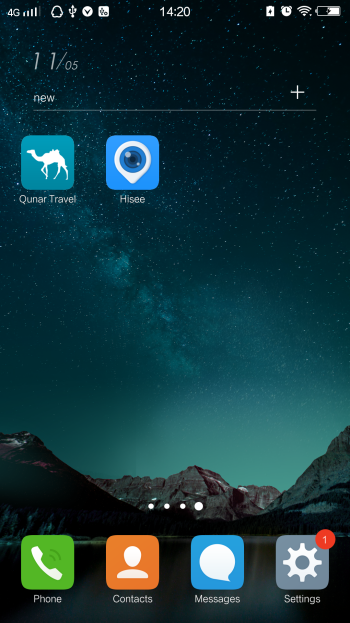 4G 14:20
11/05
new
Qunar Travel Hisee
1
Phone Contacts Messages Settings